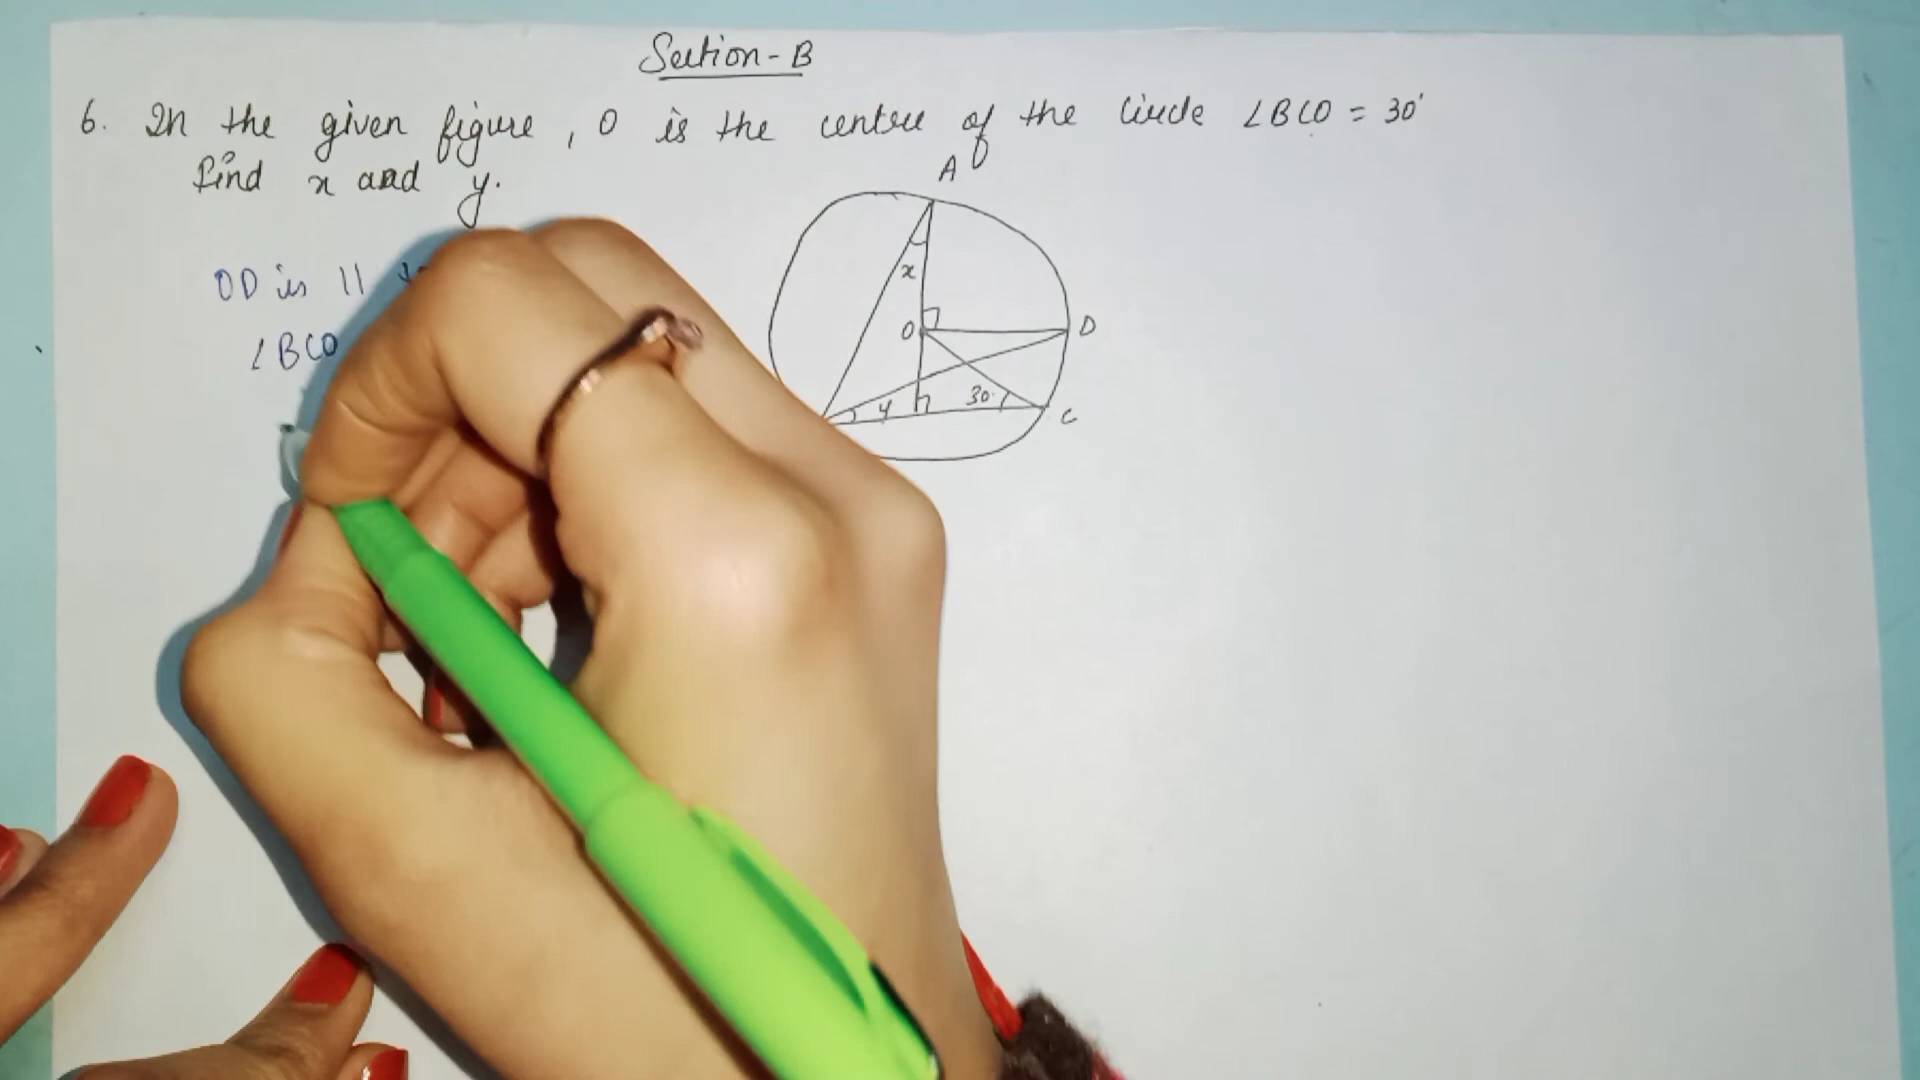 Section - B
6. In the given figure, O is the centre of the circle ∠BCO = 30°
find x and y.
A
OD is ||
x
O
D
∠BCO
y
30°
C